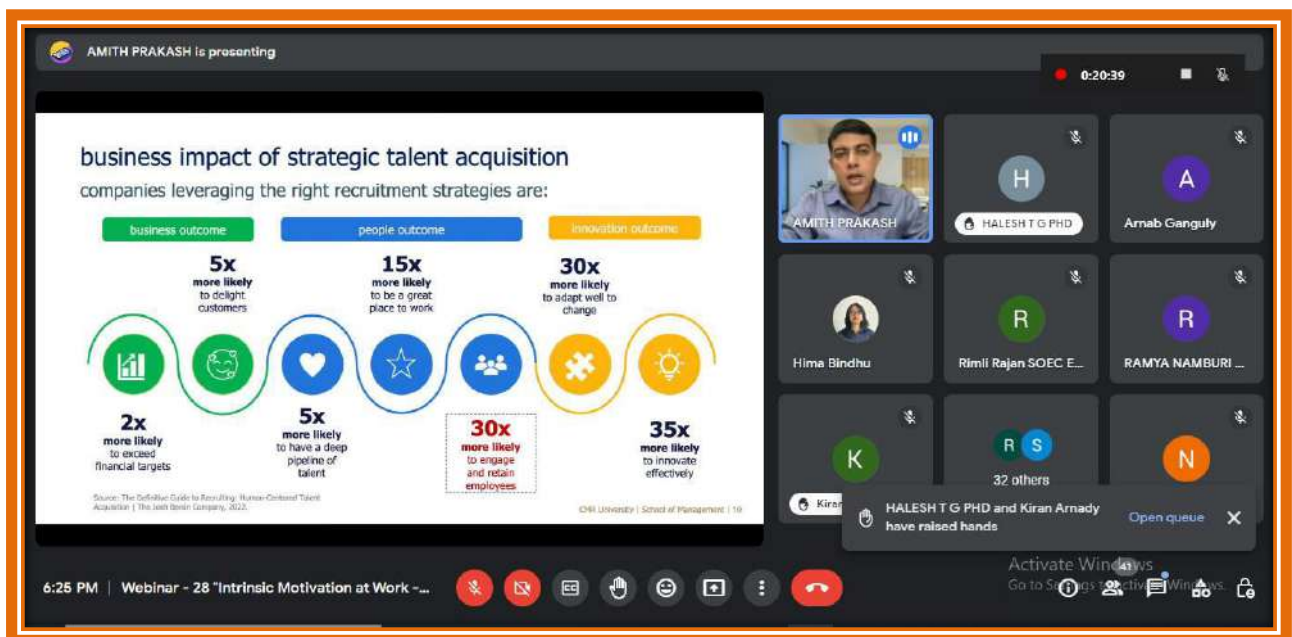 AMITH PRAKASH is presenting
0:20:39
business impact of strategic talent acquisition
companies leveraging the right recruitment strategies are:
business outcome
people outcome
innovation outcome
5x
more likely
to delight
customers
15x
more likely
to be a great
place to work
30x
more likely
to adapt well to
change
2x
more likely
to exceed
financial targets
5x
more likely
to have a deep
pipeline of
talent
30x
more likely
to engage
and retain
employees
35x
more likely
to innovate
effectively
Source: The Definitive Guide to Recruiting: Human-Centered Talent
Acquisition | The Josh Bersin Company, 2022.
CMR University | School of Management | 10
AMITH PRAKASH
H
HALESH T G PHD
A
Arnab Ganguly
Hima Bindhu
R
Rimli Rajan SOEC E...
R
RAMYA NAMBURI ...
K
Kiran
R S
32 others
N
HALESH T G PHD and Kiran Arnady
have raised hands
Open queue
Activate Windows
Go to Settings to activate Windows.
41
6:25 PM | Webinar - 28 "Intrinsic Motivation at Work -...